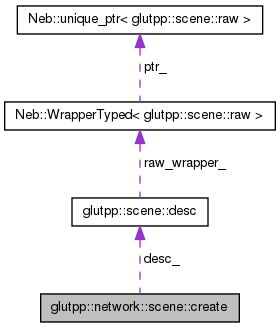 Neb::unique_ptr< glutpp::scene::raw >
ptr_
Neb::WrapperTyped< glutpp::scene::raw >
raw_wrapper_
glutpp::scene::desc
desc_
glutpp::network::scene::create